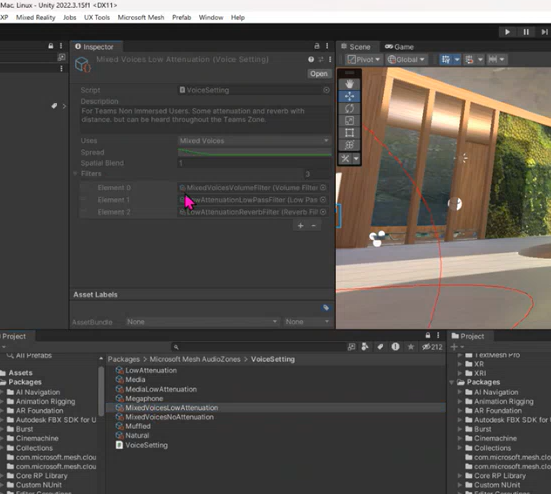 Mac, Linux - Unity 2022.3.15f1 <DX11>
XP Mixed Reality Jobs UX Tools Microsoft Mesh Prefab Window Help
Inspector
Scene Game
Mixed Voices Low Attenuation (Voice Setting)
Pivot Global
Open
Script VoiceSetting
Description
For Teams Non Immersed Users. Some attenuation and reverb with
distance, but can be heard throughout the Teams Zone.
Uses Mixed Voices
Spread
Spatial Blend 1
Filters 3
Element 0 MixedVoicesVolumeFilter (Volume Filter
Element 1 LowAttenuationLowPassFilter (Low Pas
Element 2 LowAttenuationReverbFilter (Reverb Fil
+ −
Asset Labels
AssetBundle None None
Project
212
Project
All Prefabs
Packages > Microsoft Mesh AudioZones > VoiceSetting
Assets
Packages
AI Navigation
Animation Rigging
AR Foundation
Autodesk FBX SDK for U
Burst
Cinemachine
Collections
com.microsoft.mesh.clou
com.microsoft.mesh.clou
Core RP Library
Custom NUnit
Editor Coroutines
LowAttenuation
Media
MediaLowAttenuation
Megaphone
MixedVoicesLowAttenuation
MixedVoicesNoAttenuation
Muffled
Natural
VoiceSetting
TextMesh Pro
XR
XRI
Packages
AI Navigation
Animation Rigging
AR Foundation
Autodesk FBX SDK fo
Burst
Cinemachine
Collections
com.microsoft.mesh.
com.microsoft.mesh.
Core RP Library
Custom NUnit